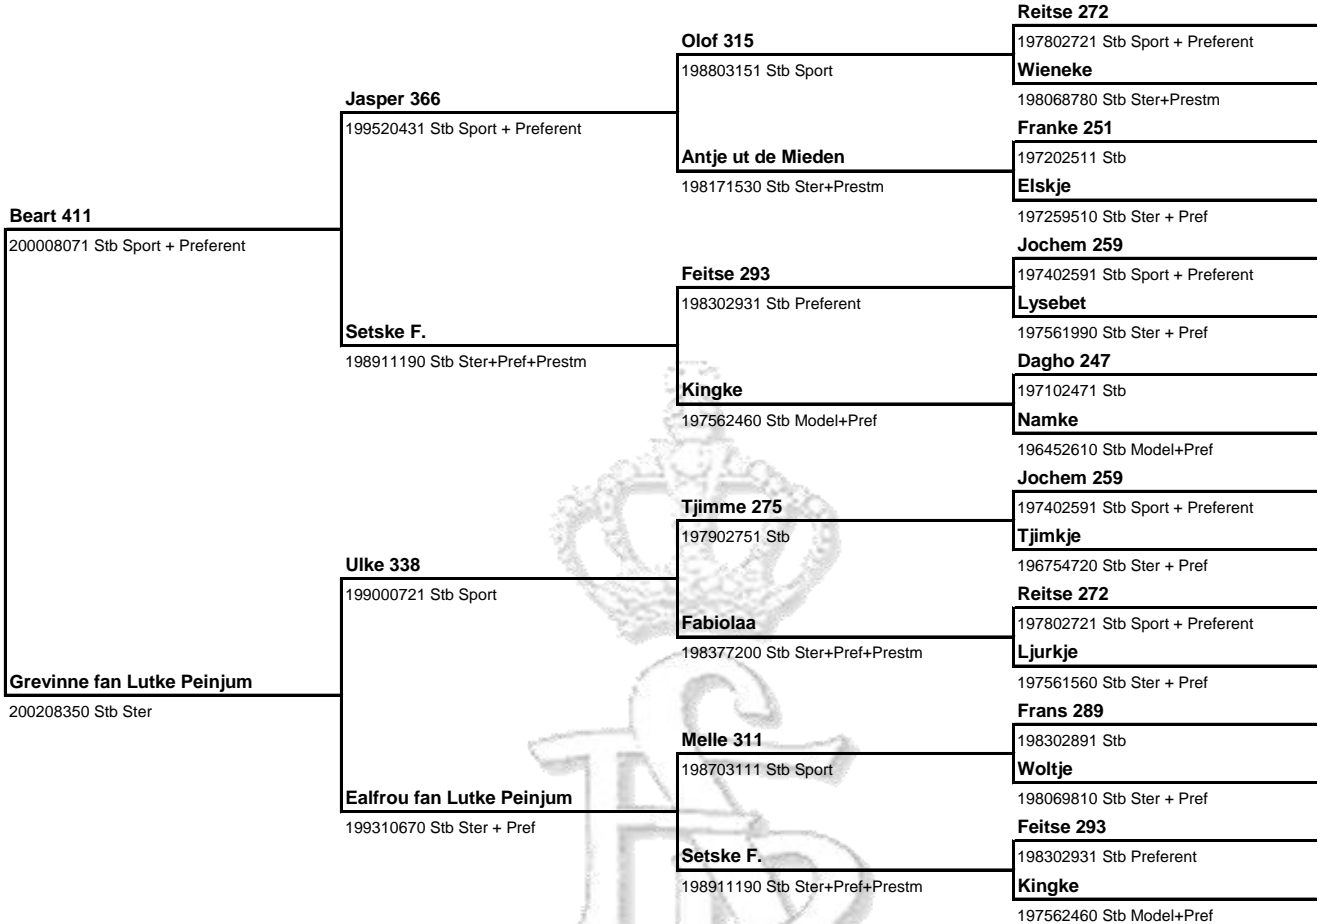 Beart 411
200008071 Stb Sport + Preferent
Grevinne fan Lutke Peinjum
200208350 Stb Ster
Jasper 366
199520431 Stb Sport + Preferent
Setske F.
198911190 Stb Ster+Pref+Prestm
Ulke 338
199000721 Stb Sport
Ealfrou fan Lutke Peinjum
199310670 Stb Ster + Pref
Olof 315
198803151 Stb Sport
Antje ut de Mieden
198171530 Stb Ster+Prestm
Feitse 293
198302931 Stb Preferent
Kingke
197562460 Stb Model+Pref
Tjimme 275
197902751 Stb
Fabiolaa
198377200 Stb Ster+Pref+Prestm
Melle 311
198703111 Stb Sport
Setske F.
198911190 Stb Ster+Pref+Prestm
Reitse 272
197802721 Stb Sport + Preferent
Wieneke
198068780 Stb Ster+Prestm
Franke 251
197202511 Stb
Elskje
197259510 Stb Ster + Pref
Jochem 259
197402591 Stb Sport + Preferent
Lysebet
197561990 Stb Ster + Pref
Dagho 247
197102471 Stb
Namke
196452610 Stb Model+Pref
Jochem 259
197402591 Stb Sport + Preferent
Tjimkje
196754720 Stb Ster + Pref
Reitse 272
197802721 Stb Sport + Preferent
Ljurkje
197561560 Stb Ster + Pref
Frans 289
198302891 Stb
Woltje
198069810 Stb Ster + Pref
Feitse 293
198302931 Stb Preferent
Kingke
197562460 Stb Model+Pref